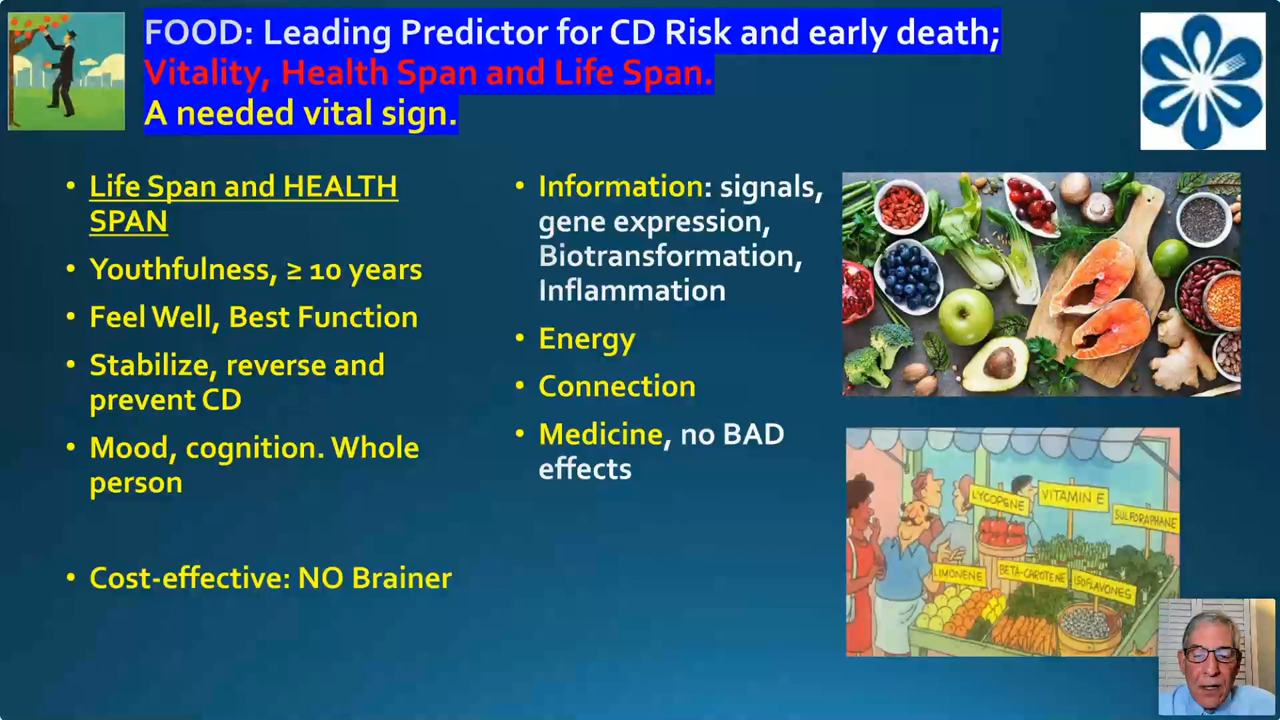 FOOD: Leading Predictor for CD Risk and early death;
Vitality, Health Span and Life Span.
A needed vital sign.
• Life Span and HEALTH
SPAN
• Youthfulness, ≥ 10 years
• Feel Well, Best Function
• Stabilize, reverse and
prevent CD
• Mood, cognition. Whole
person
• Cost-effective: NO Brainer
• Information: signals,
gene expression,
Biotransformation,
Inflammation
• Energy
• Connection
• Medicine, no BAD
effects
LYCOPENE
VITAMIN E
SULFORAPHANE
LIMONENE
BETA-CAROTENE
ISOFLAVONES